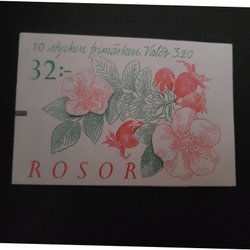 10 stycken frimärken. Valör 3.20
32:-
ROSOR